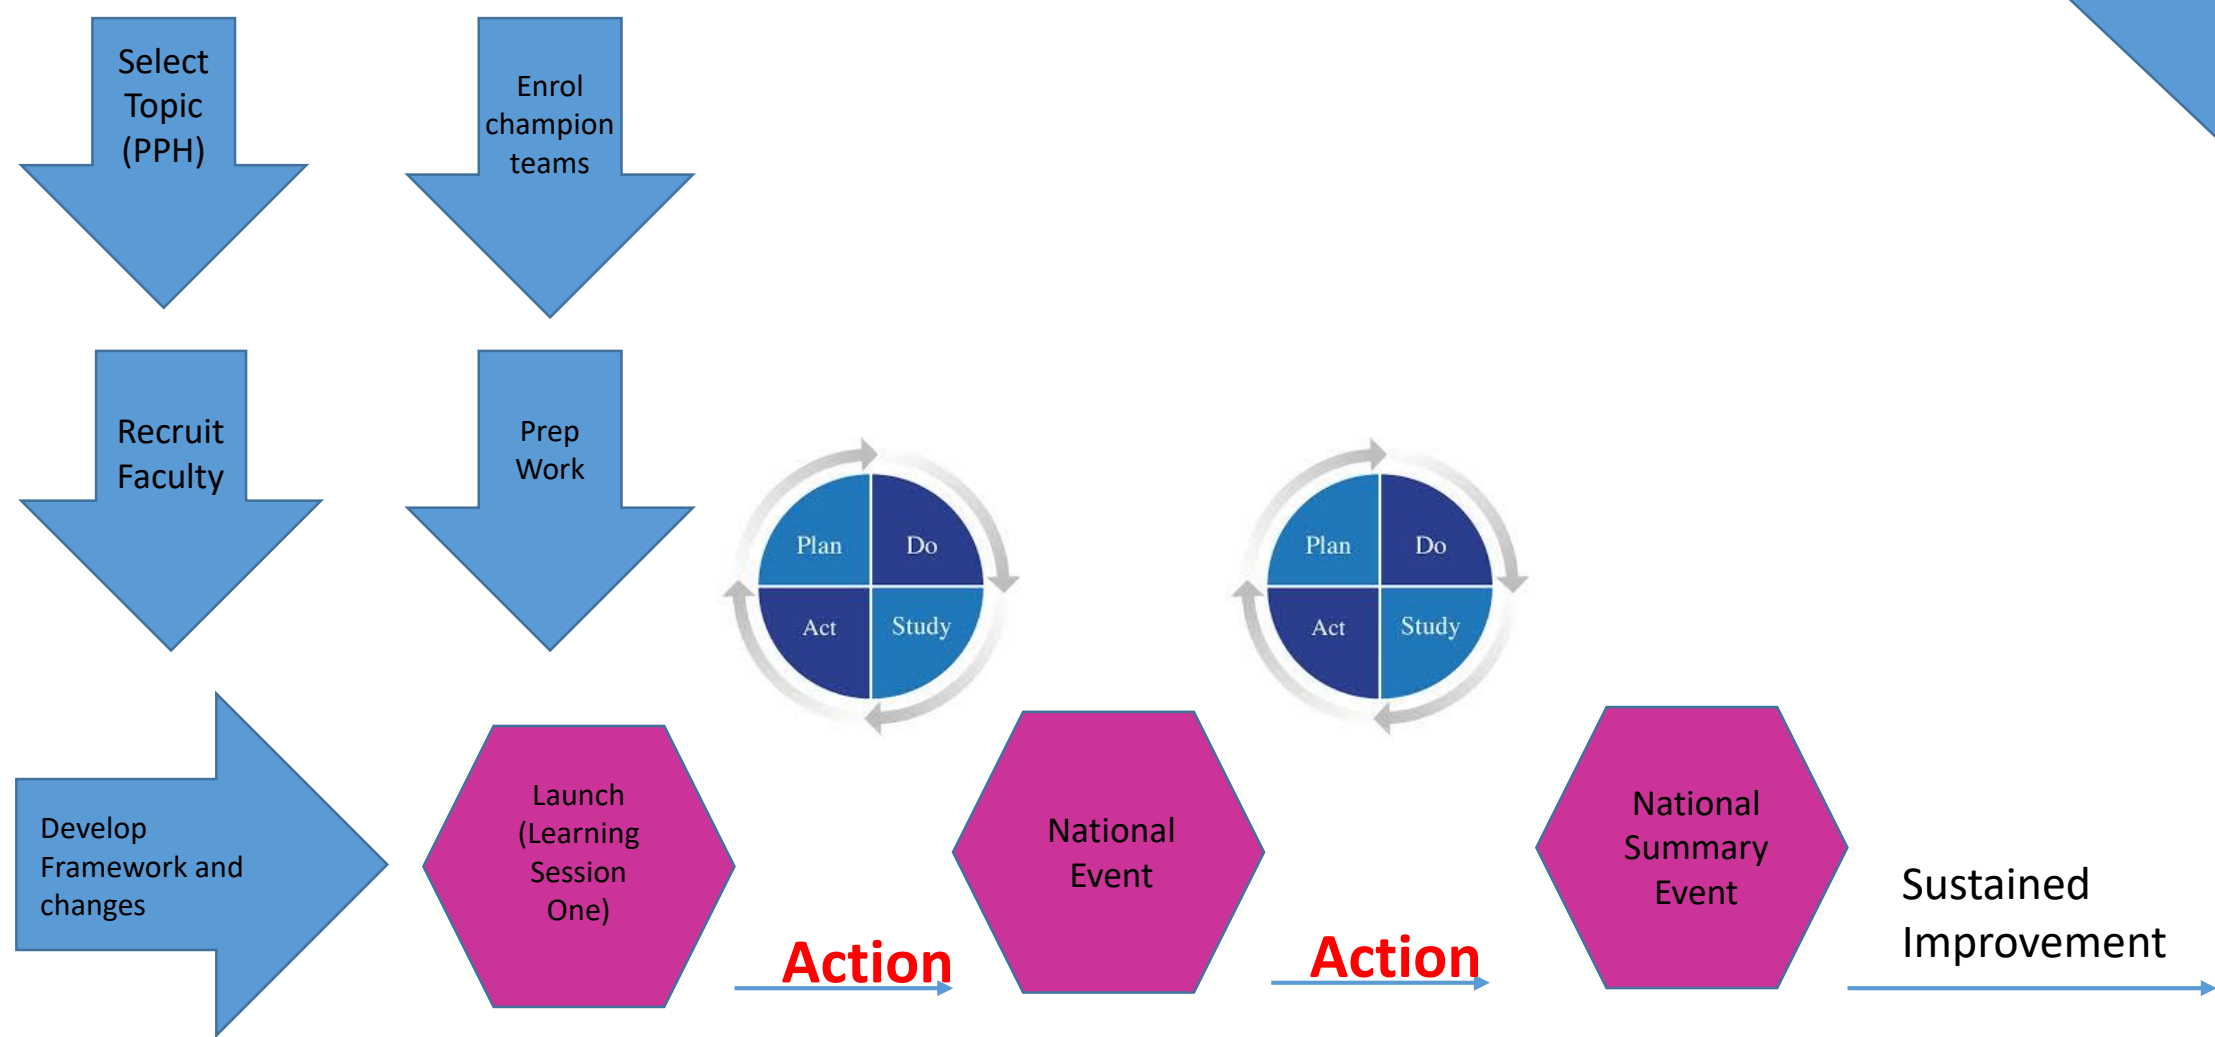 Select
Topic
(PPH)
Enrol
champion
teams
Recruit
Faculty
Prep
Work
Plan
Do
Act
Study
Plan
Do
Act
Study
Develop
Framework and
changes
Launch
(Learning
Session
One)
Action
National
Event
Action
National
Summary
Event
Sustained
Improvement